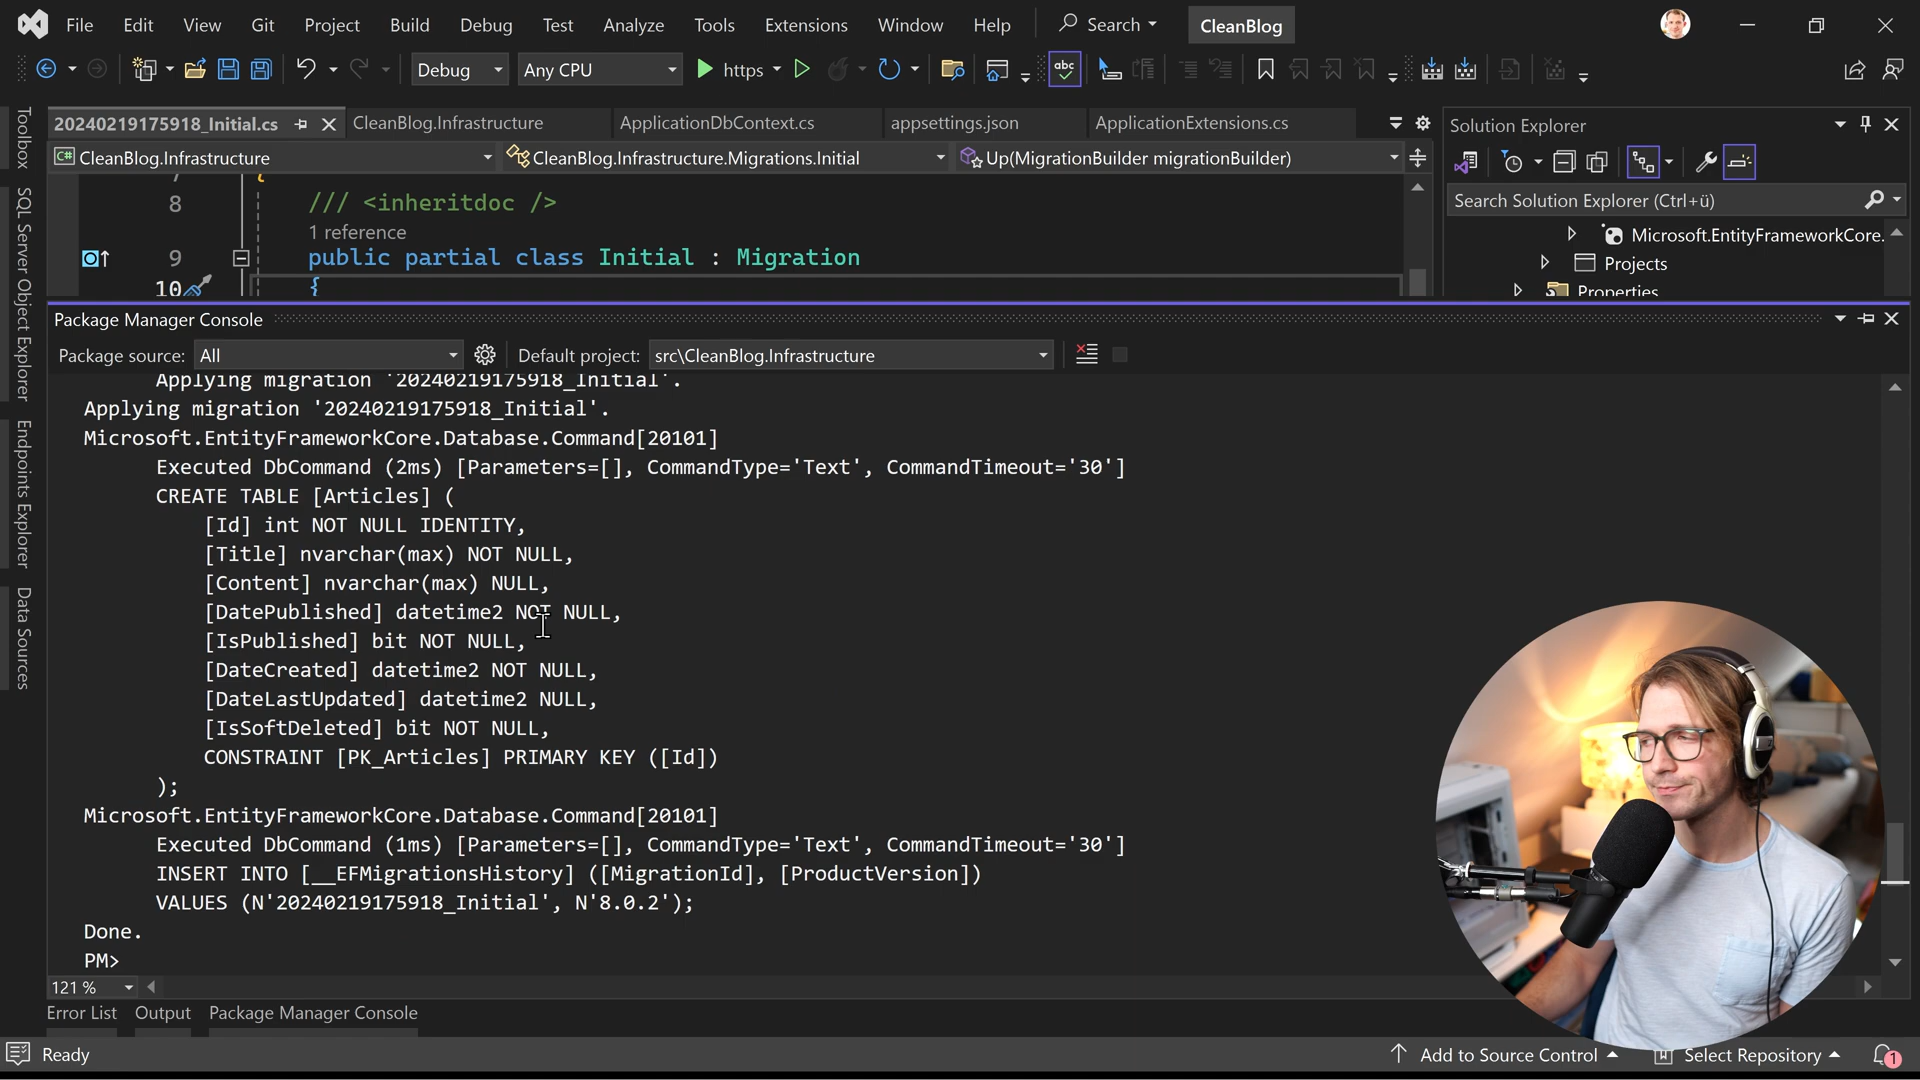 File Edit View Git Project Build Debug Test Analyze Tools Extensions Window Help Search CleanBlog
Debug Any CPU https abc
20240219175918_Initial.cs CleanBlog.Infrastructure ApplicationDbContext.cs appsettings.json ApplicationExtensions.cs
CleanBlog.Infrastructure CleanBlog.Infrastructure.Migrations.Initial Up(MigrationBuilder migrationBuilder)
8 /// <inheritdoc />
1 reference
9 public partial class Initial : Migration
10 {
Solution Explorer
Search Solution Explorer (Ctrl+ü)
Microsoft.EntityFrameworkCore.
Projects
Properties
Toolbox
SQL Server Object Explorer
Endpoints Explorer
Data Sources
Package Manager Console
Package source: All Default project: src\CleanBlog.Infrastructure
Applying migration '20240219175918_Initial'.
Applying migration '20240219175918_Initial'.
Microsoft.EntityFrameworkCore.Database.Command[20101]
Executed DbCommand (2ms) [Parameters=[], CommandType='Text', CommandTimeout='30']
CREATE TABLE [Articles] (
[Id] int NOT NULL IDENTITY,
[Title] nvarchar(max) NOT NULL,
[Content] nvarchar(max) NULL,
[DatePublished] datetime2 NOT NULL,
[IsPublished] bit NOT NULL,
[DateCreated] datetime2 NOT NULL,
[DateLastUpdated] datetime2 NULL,
[IsSoftDeleted] bit NOT NULL,
CONSTRAINT [PK_Articles] PRIMARY KEY ([Id])
);
Microsoft.EntityFrameworkCore.Database.Command[20101]
Executed DbCommand (1ms) [Parameters=[], CommandType='Text', CommandTimeout='30']
INSERT INTO [__EFMigrationsHistory] ([MigrationId], [ProductVersion])
VALUES (N'20240219175918_Initial', N'8.0.2');
Done.
PM>
121 %
Error List Output Package Manager Console
Ready Add to Source Control Select Repository 1